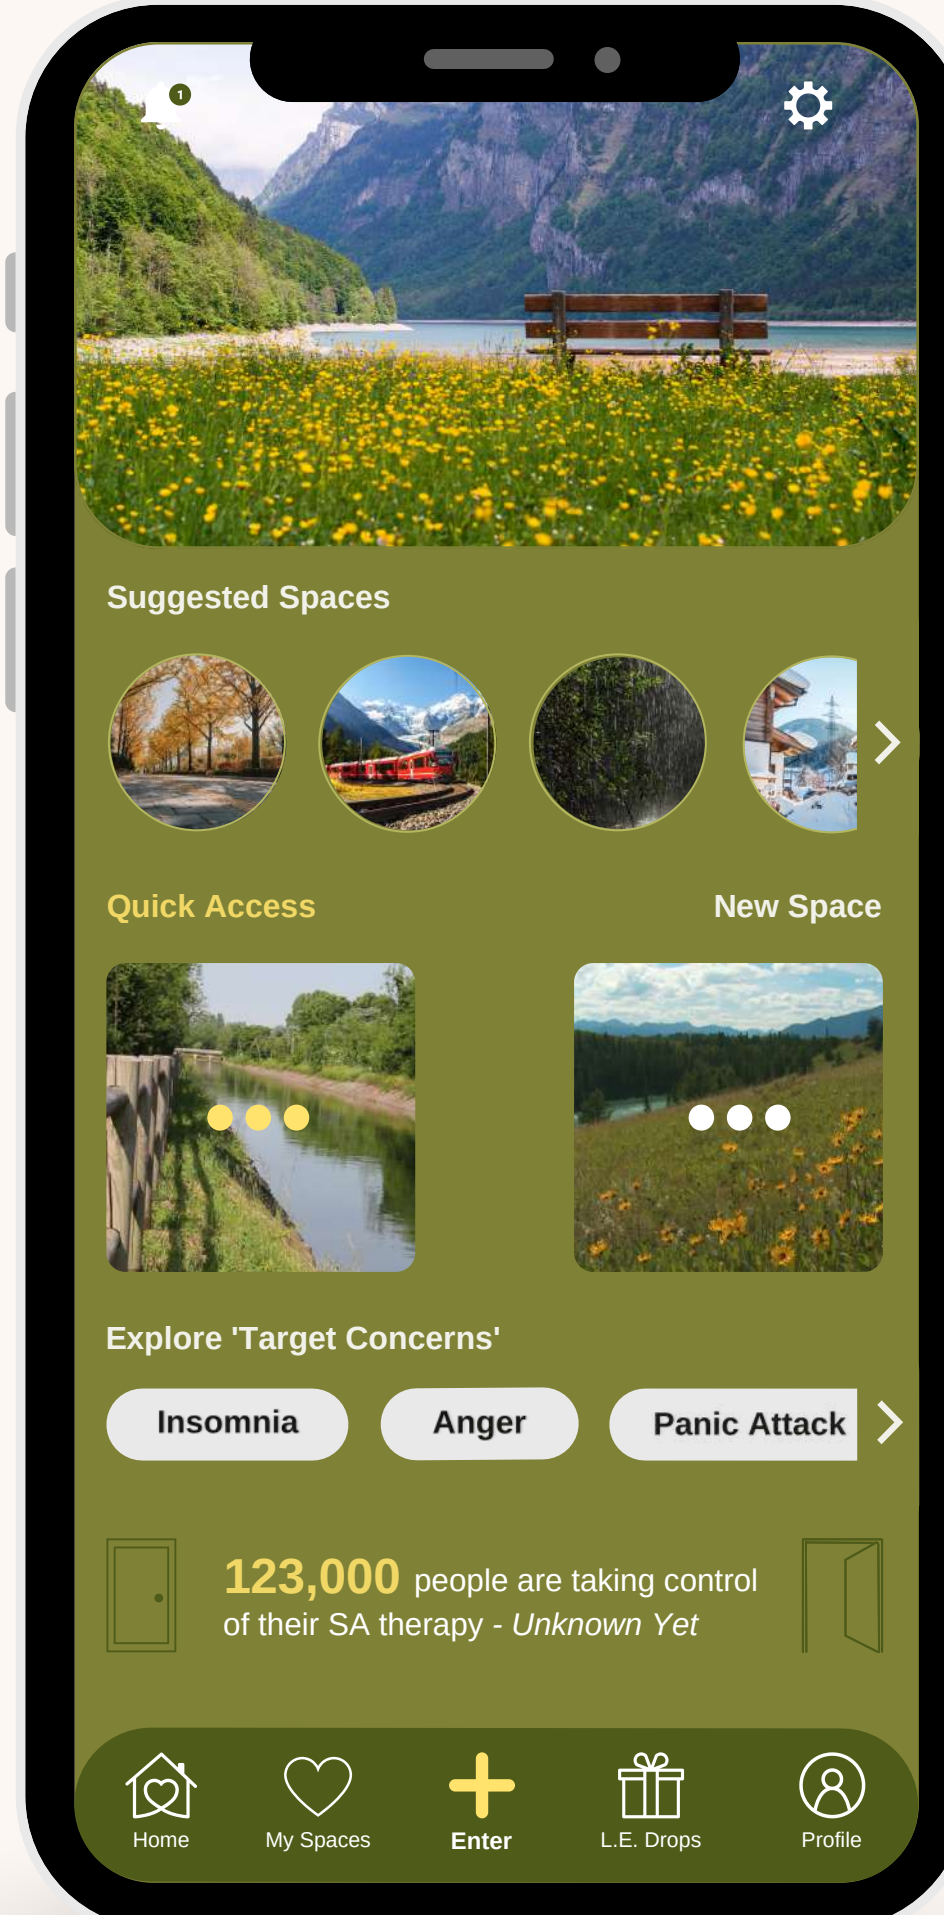 1
Suggested Spaces
Quick Access
New Space
Explore 'Target Concerns'
Insomnia
Anger
Panic Attack
123,000 people are taking control
of their SA therapy - Unknown Yet
Home
My Spaces
Enter
L.E. Drops
Profile